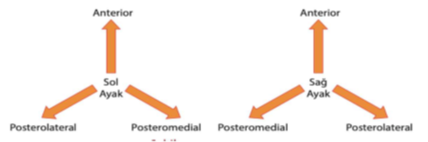 Anterior
Anterior
Sol
Ayak
Sağ
Ayak
Posterolateral
Posteromedial
Posteromedial
Posterolateral